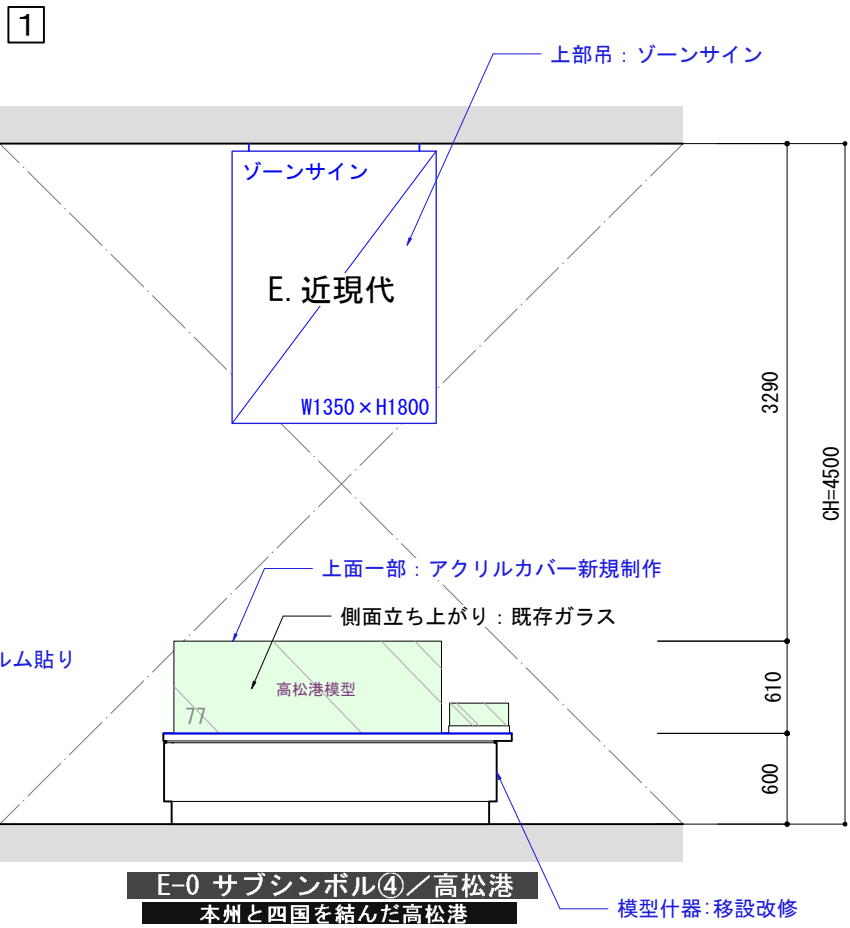 1
上部吊：ゾーンサイン
ゾーンサイン
E. 近現代
W1350×H1800
3290
CH=4500
上面一部：アクリルカバー新規制作
側面立ち上がり：既存ガラス
ルム貼り
高松港模型
77
610
600
E-0 サブシンボル④／高松港
本州と四国を結んだ高松港
模型什器:移設改修